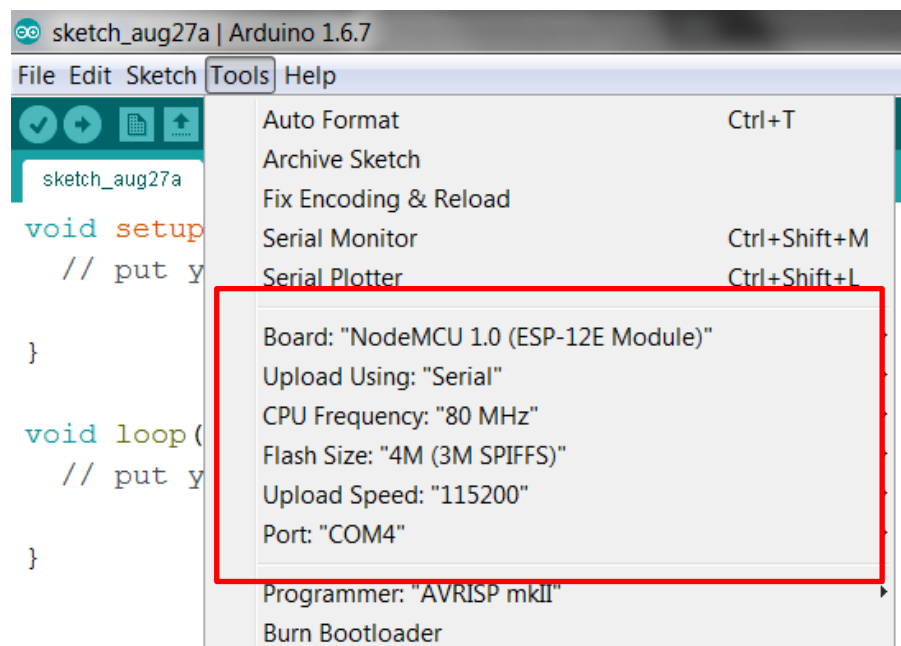 sketch_aug27a | Arduino 1.6.7
File Edit Sketch Tools Help
Auto Format Ctrl+T
Archive Sketch
sketch_aug27a
Fix Encoding & Reload
void setup
Serial Monitor Ctrl+Shift+M
// put y
Serial Plotter Ctrl+Shift+L
Board: "NodeMCU 1.0 (ESP-12E Module)"
}
Upload Using: "Serial"
CPU Frequency: "80 MHz"
void loop(
Flash Size: "4M (3M SPIFFS)"
// put y
Upload Speed: "115200"
Port: "COM4"
}
Programmer: "AVRISP mkII"
Burn Bootloader